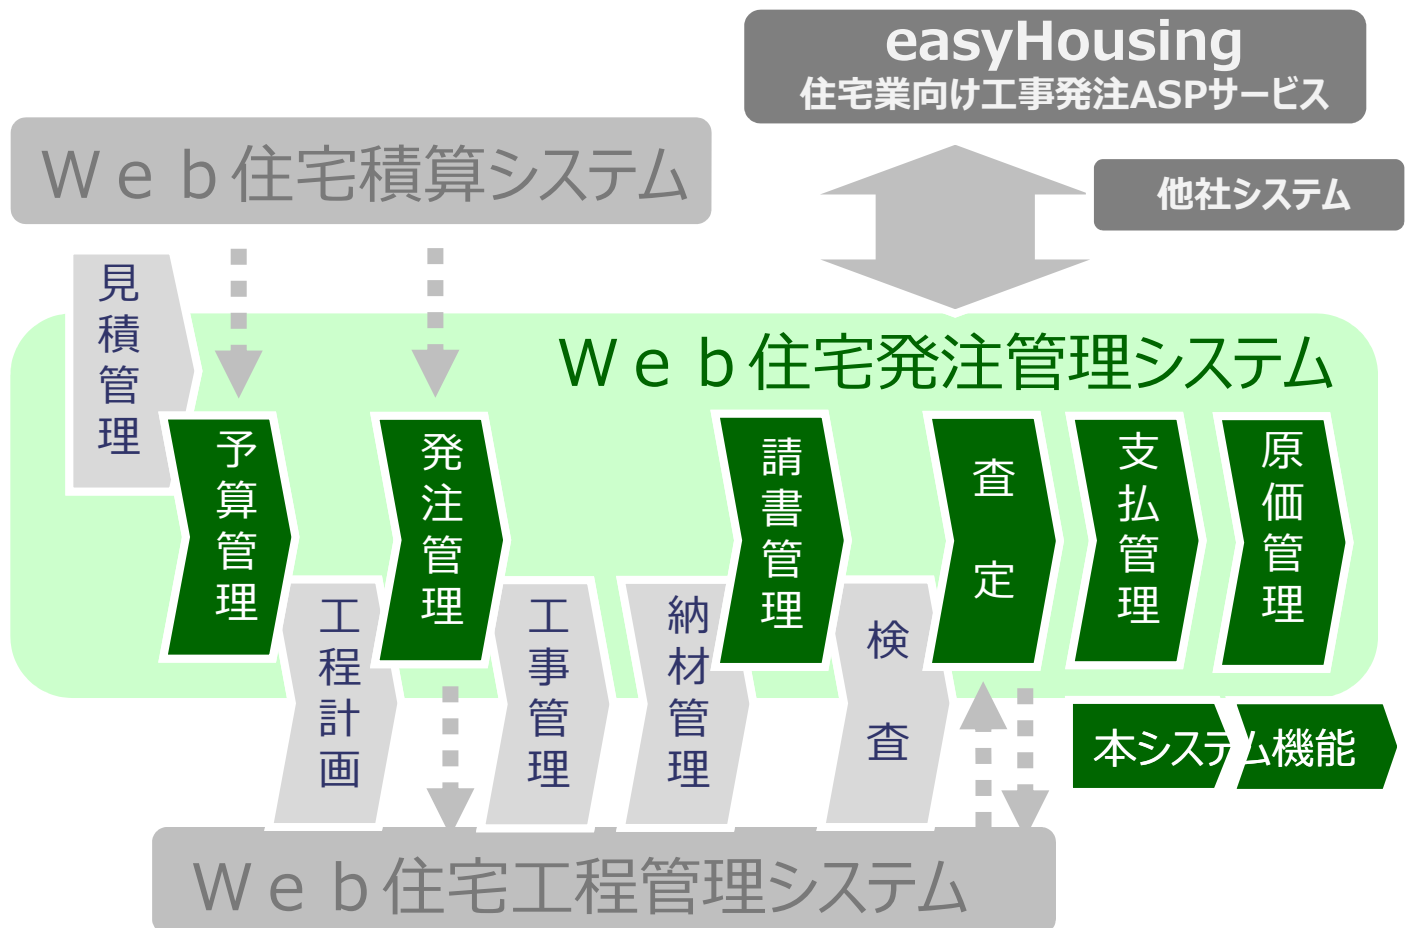 easyHousing
住宅業向け工事発注ASPサービス
Ｗｅｂ住宅積算システム
他社システム
見積管理
Ｗｅｂ住宅発注管理システム
予算管理
発注管理
請書管理
査定
支払管理
原価管理
工程計画
工事管理
納材管理
検査
本システム機能
Ｗｅｂ住宅工程管理システム